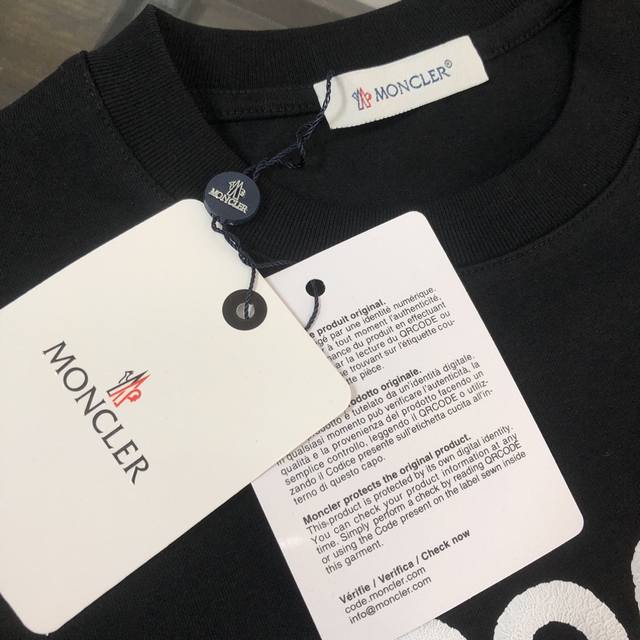 MONCLER
MONCLER
MONCLER
produit original.
par une identité numérique.
à tout moment l'authenticité,
du produit en effectuant
par la lecture du QRCODE ou
trouvant sur l'étiquette cou-
pièce.
prodotto originale.
prodotto è tutelato da un'identità digitale.
in qualsiasi momento può verificare l'autenticità, la
qualità e la provenienza del prodotto facendo un
semplice controllo, leggendo il QRCODE o utiliz-
zando il Codice presente sull'etichetta cucita all'in-
terno di questo capo.
Moncler protects the original product.
This product is protected by its own digital identity.
You can check your product information at any
time. Simply perform a check by reading QRCODE
or using the Code present on the label sewn inside
this garment.
Vérifie / Verifica / Check now
code.moncler.com
info@moncler.com